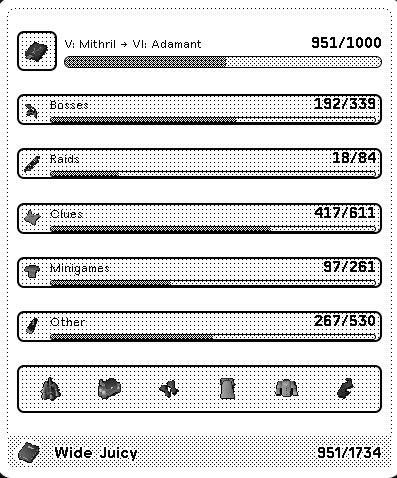 V: Mithril → VI: Adamant 951/1000
Bosses 192/339
Raids 18/84
Clues 417/611
Minigames 97/261
Other 267/530
Wide Juicy 951/1734